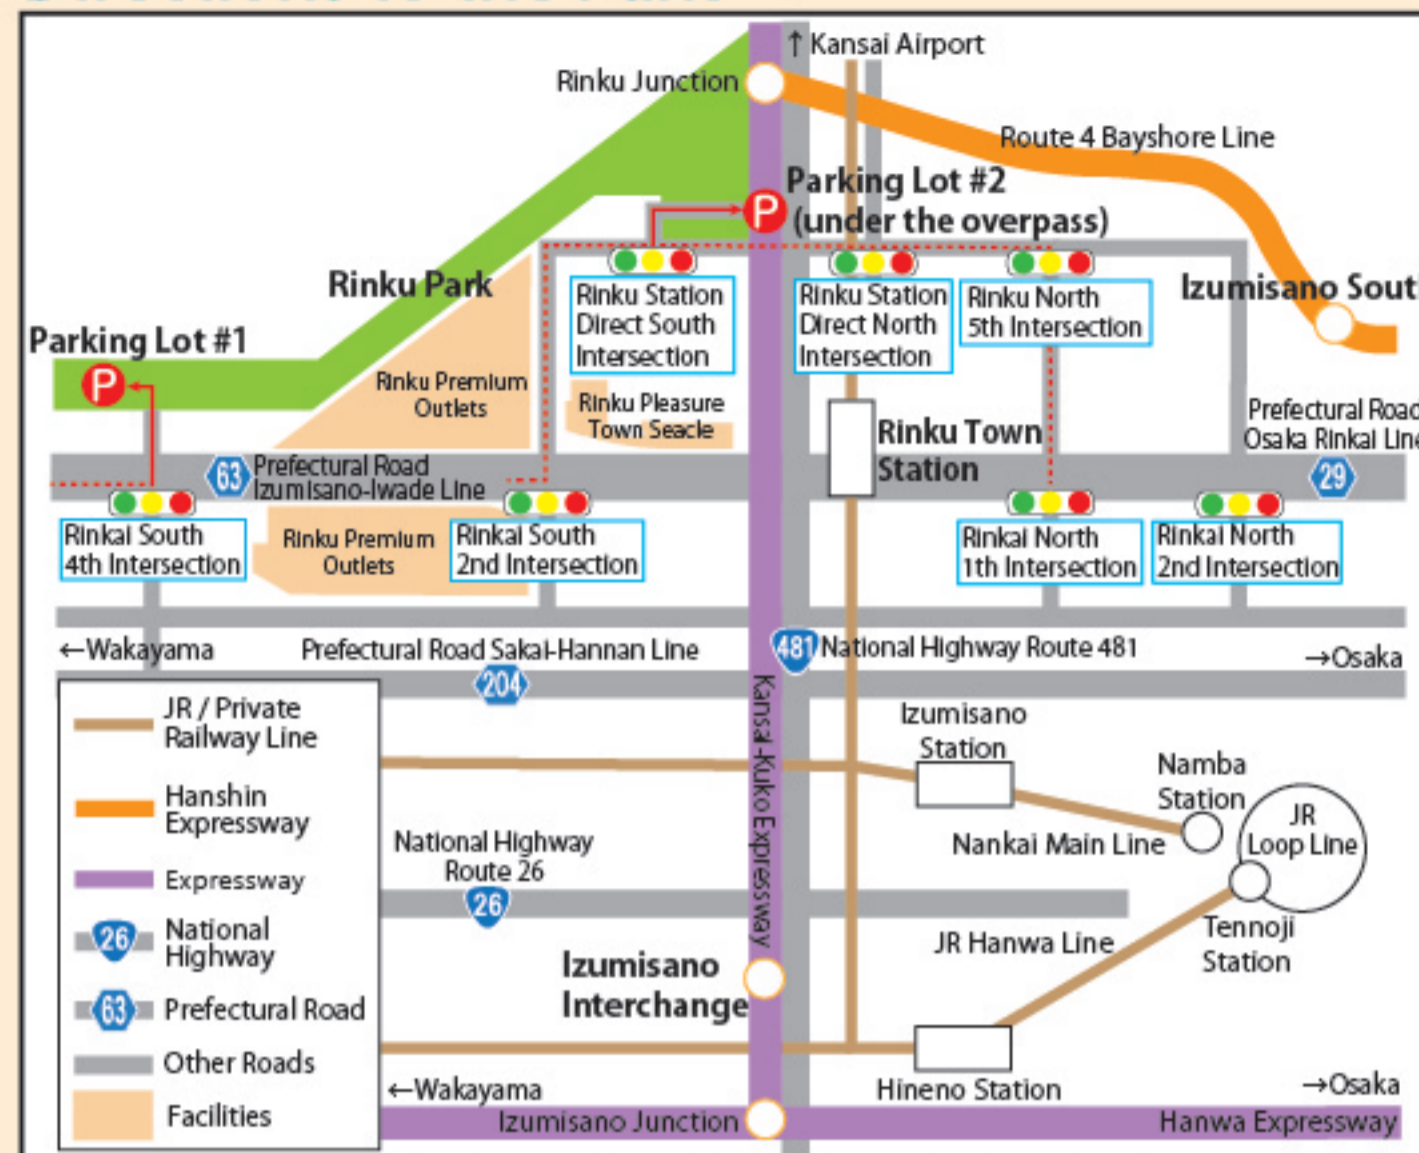 ↑ Kansai Airport
Rinku Junction
Route 4 Bayshore Line
Parking Lot #2
(under the overpass)
P
Rinku Park
Izumisano Sout
Rinku Station
Direct South
Intersection
Rinku Station
Direct North
Intersection
Rinku North
5th Intersection
Parking Lot #1
P
Rinku Premium
Outlets
Rinku Pleasure
Town Seacle
Rinku Town
Station
Prefectural Road
Osaka Rinkai Line
29
63
Prefectural Road
Izumisano-Iwade Line
Rinkai South
4th Intersection
Rinku Premium
Outlets
Rinkai South
2nd Intersection
Rinkai North
1th Intersection
Rinkai North
2nd Intersection
←Wakayama
Prefectural Road Sakai-Hannan Line
204
481
National Highway Route 481
→Osaka
Kansai-Kuko Expressway
JR / Private
Railway Line
Hanshin
Expressway
Expressway
26
National
Highway
63
Prefectural Road
Other Roads
Facilities
Izumisano
Station
Namba
Station
JR
Loop Line
Nankai Main Line
National Highway
Route 26
26
JR Hanwa Line
Tennoji
Station
Izumisano
Interchange
Hineno Station
←Wakayama
→Osaka
Izumisano Junction
Hanwa Expressway